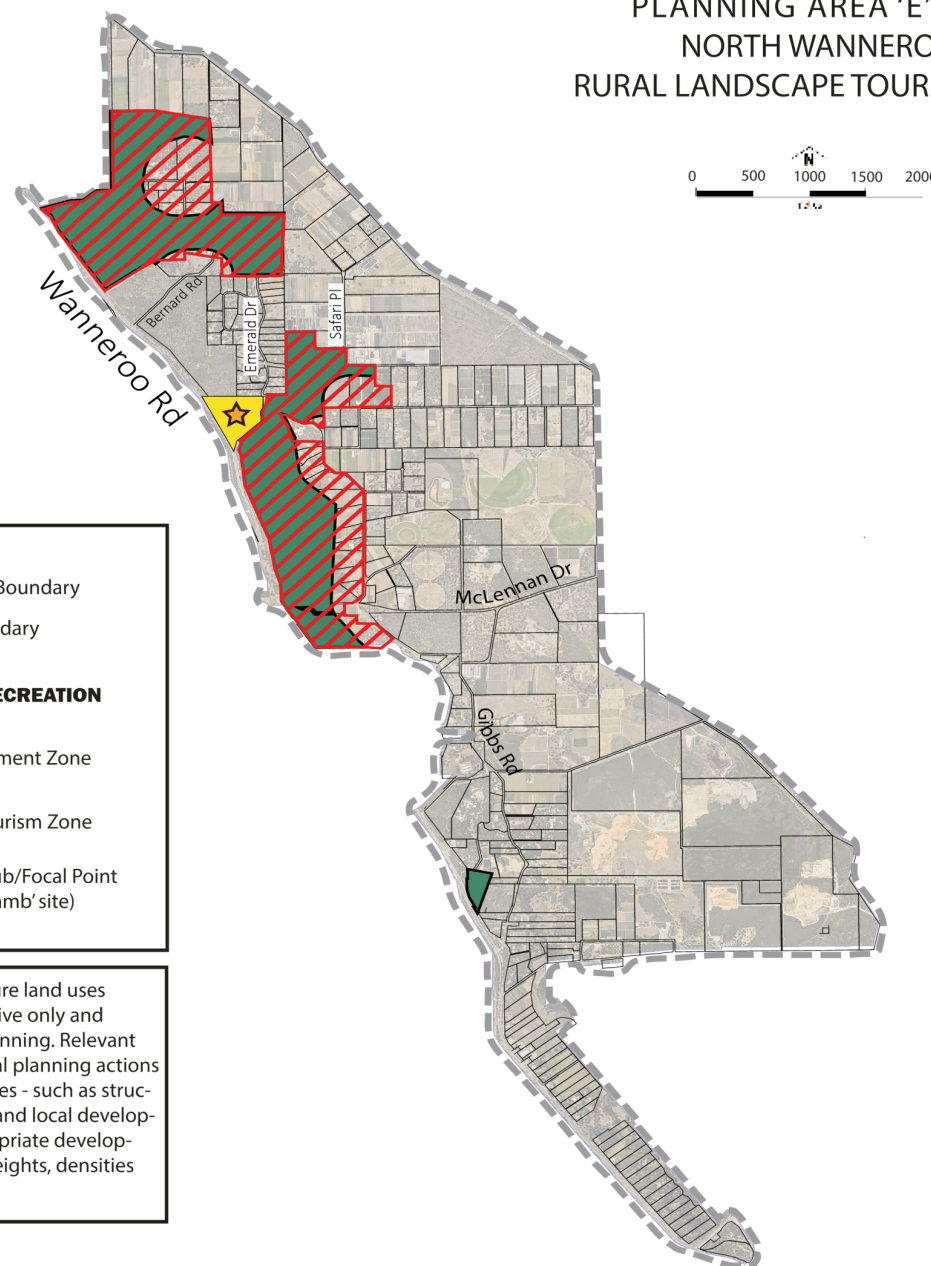 PLANNING AREA 'E'
NORTH WANNERO
RURAL LANDSCAPE TOUR
N
0 500 1000 1500 2000
Bernard Rd
Emerald Dr
Safari Pl
Wanneroo Rd
McLennan Dr
Gibbs Rd
Boundary
dary
ECREATION
ment Zone
urism Zone
ub/Focal Point
amb' site)
ure land uses
ive only and
nning. Relevant
al planning actions
es - such as struc-
and local develop-
priate develop-
eights, densities